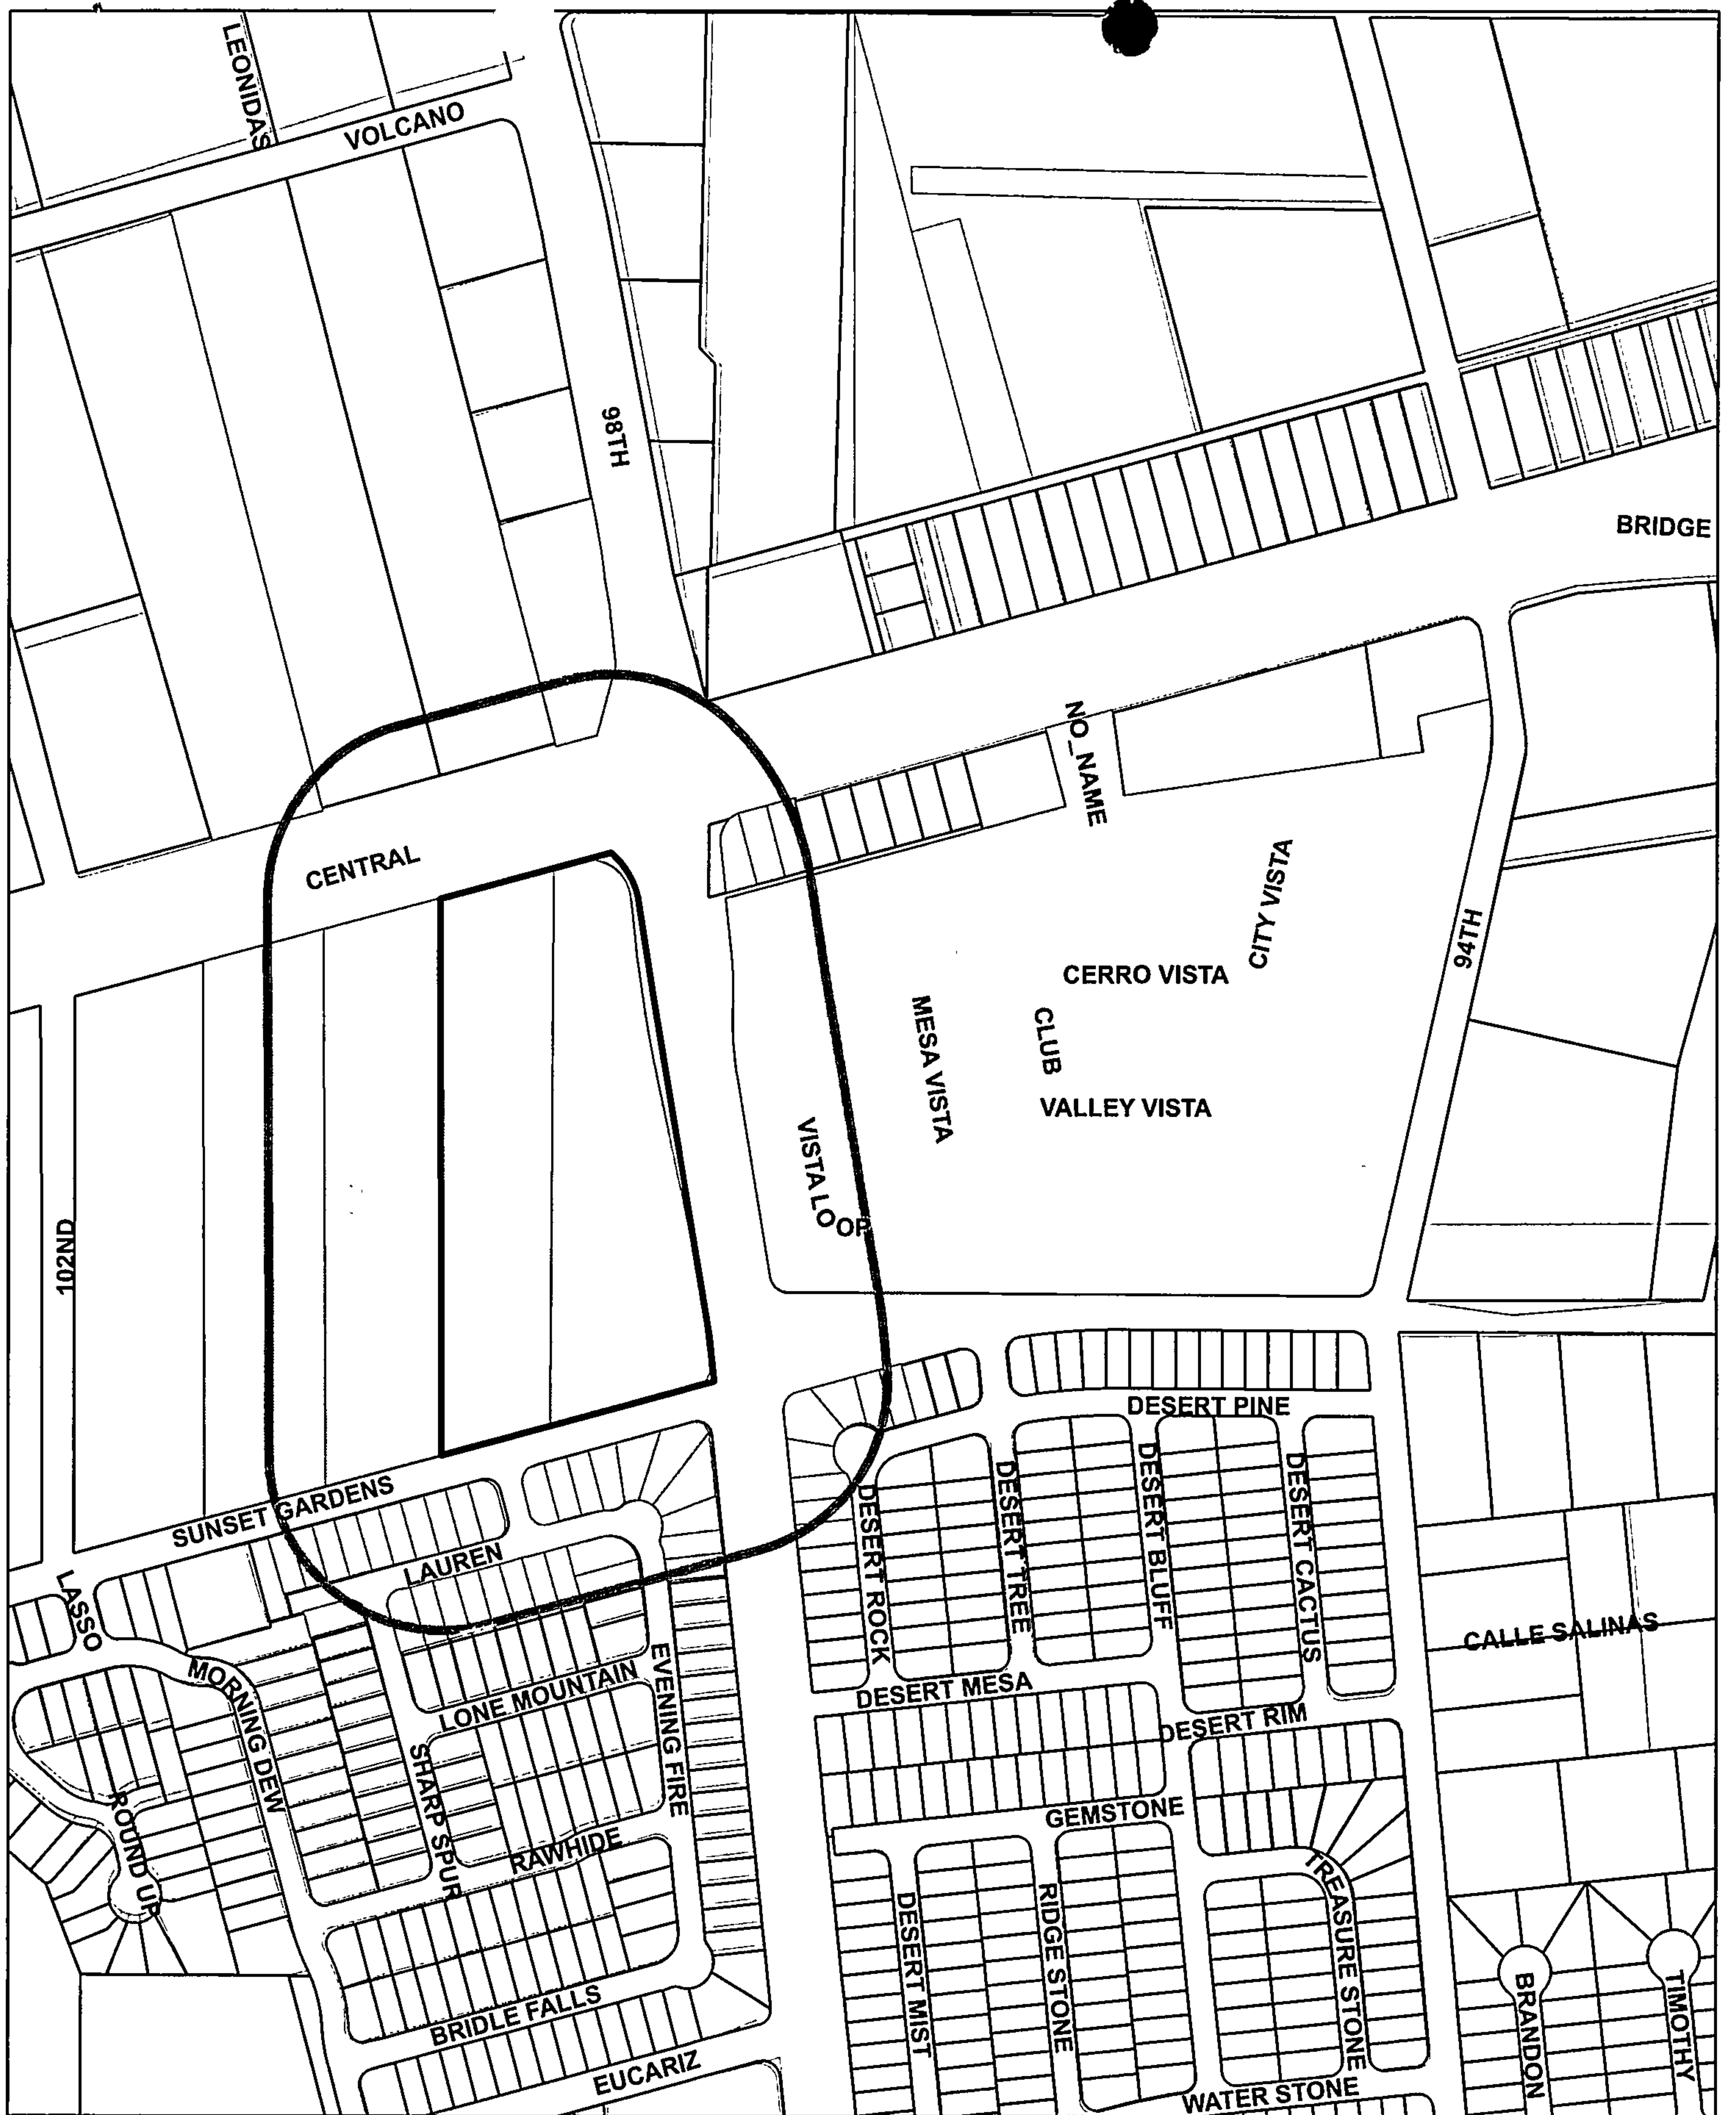 LEONIDAS
VOLCANO
98TH
BRIDGE
NO_NAME
CENTRAL
CITY VISTA
94TH
CERRO VISTA
MESA VISTA
CLUB
VALLEY VISTA
VISTA LOOP
102ND
DESERT PINE
SUNSET GARDENS
LAUREN
LASSO
DESERT ROCK
DESERT TREE
DESERT BLUFF
DESERT CACTUS
CALLE SALINAS
MORNING DEW
LONE MOUNTAIN
EVENING FIRE
DESERT MESA
DESERT RIM
SHARP SPUR
ROUND UP
RAWHIDE
GEMSTONE
TREASURE STONE
DESERT MIST
RIDGE STONE
BRIDLE FALLS
BRANDON
TIMOTHY
EUCARIZ
WATER STONE